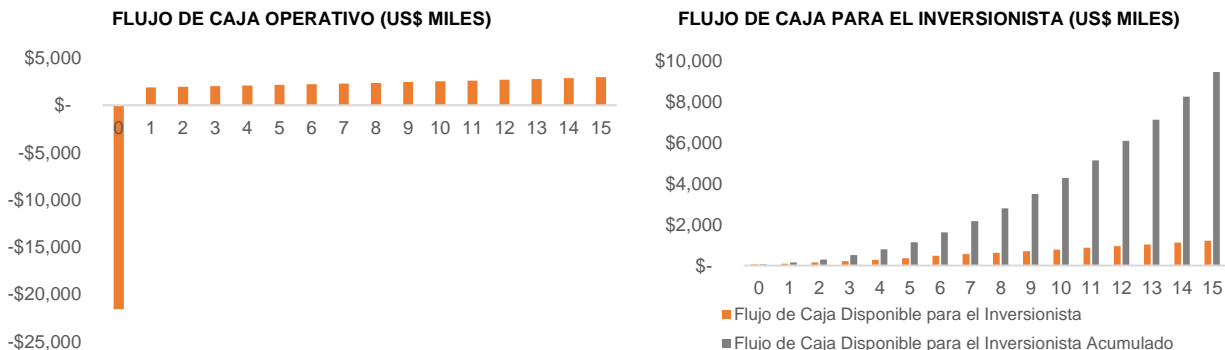 FLUJO DE CAJA OPERATIVO (US$ MILES)
$5,000
$-
-$5,000
-$10,000
-$15,000
-$20,000
-$25,000
0 1 2 3 4 5 6 7 8 9 10 11 12 13 14 15
FLUJO DE CAJA PARA EL INVERSIONISTA (US$ MILES)
$10,000
$8,000
$6,000
$4,000
$2,000
$-
0 1 2 3 4 5 6 7 8 9 10 11 12 13 14 15
Flujo de Caja Disponible para el Inversionista
Flujo de Caja Disponible para el Inversionista Acumulado